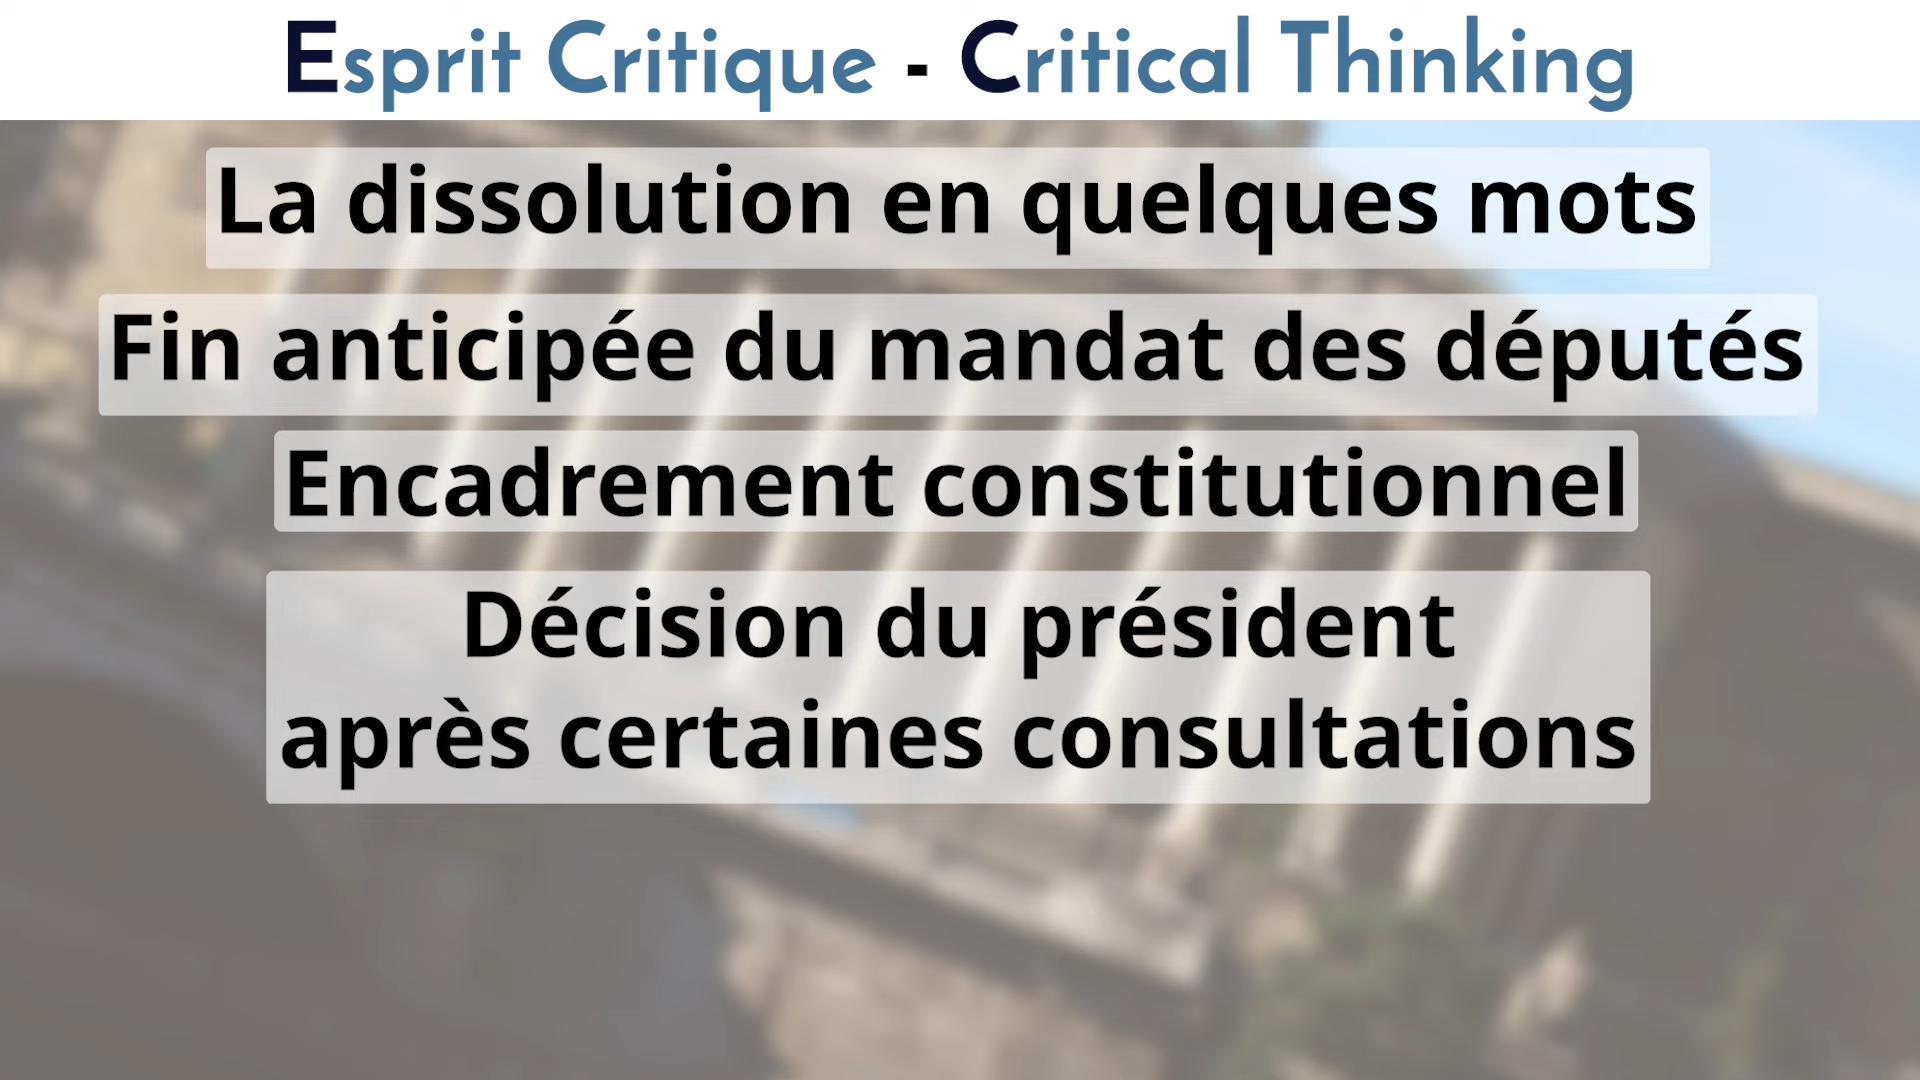 Esprit Critique - Critical Thinking
La dissolution en quelques mots
Fin anticipée du mandat des députés
Encadrement constitutionnel
Décision du président
après certaines consultations